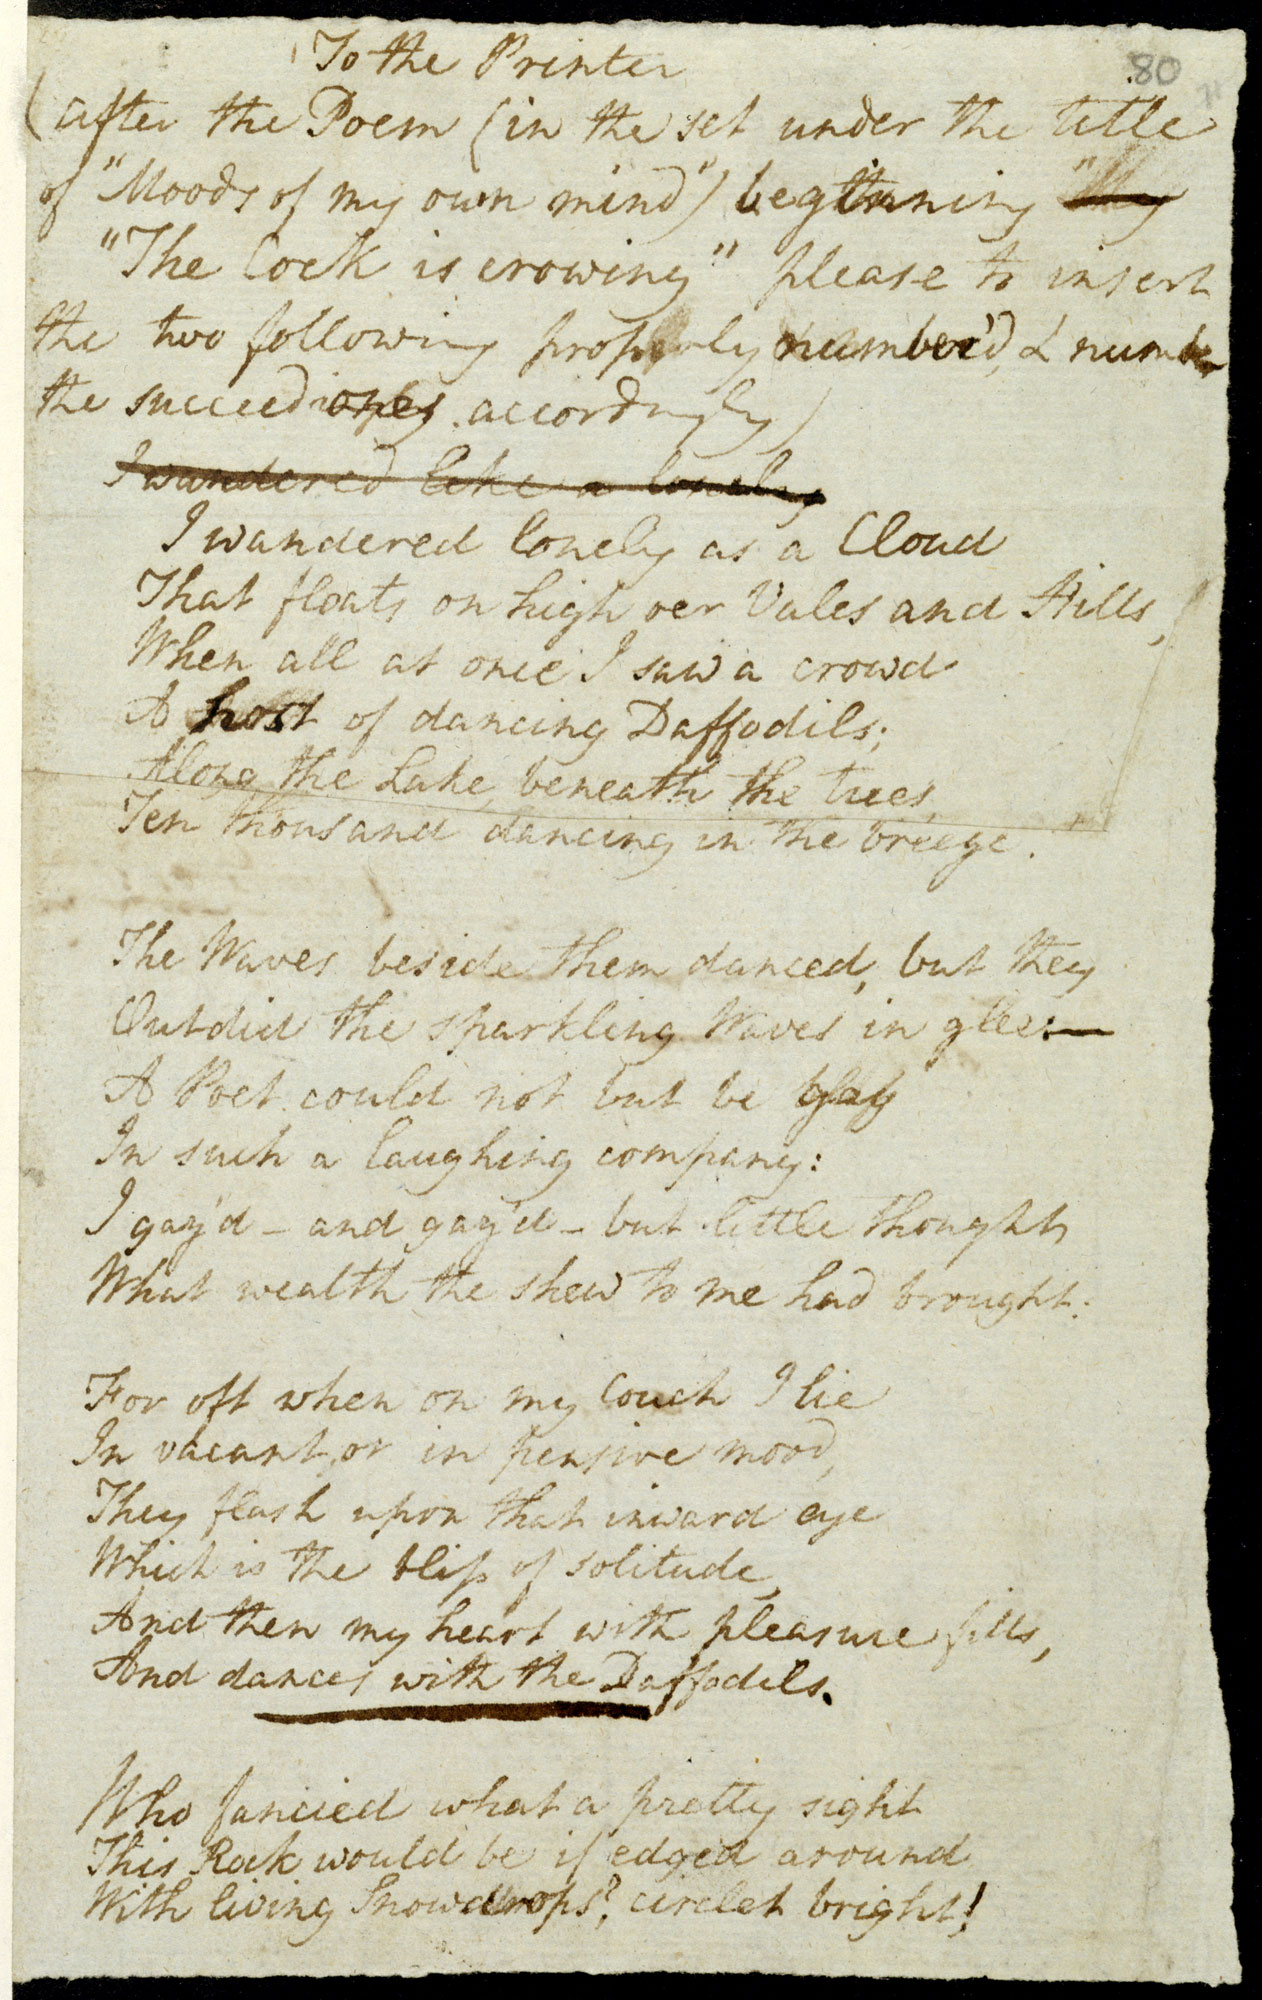 To the Printer
80
(after the Poem (in the set under the title
of "Moods of my own mind") beginning "My
"The Cock is crowing" please to insert
the two following properly number'd, & number
the succeeding ones accordingly)
I wandered like a lonely
I wandered lonely as a Cloud
That floats on high oer Vales and Hills,
When all at once I saw a crowd
A host of dancing Daffodils;
Along the Lake, beneath the trees,
Ten thousand dancing in the breeze.
The Waves beside them danced, but they
Outdid the sparkling Waves in glee:—
A Poet could not but be gay
In such a laughing company:
I gaz'd – and gaz'd – but little thought
What wealth the shew to me had brought:
For oft when on my Couch I lie
In vacant, or in pensive mood,
They flash upon that inward eye
Which is the bliss of solitude,
And then my heart with pleasure fills,
And dances with the Daffodils.
Who fancied what a pretty sight
This Rock would be if edged around
With living Snowdrops? circlet bright!